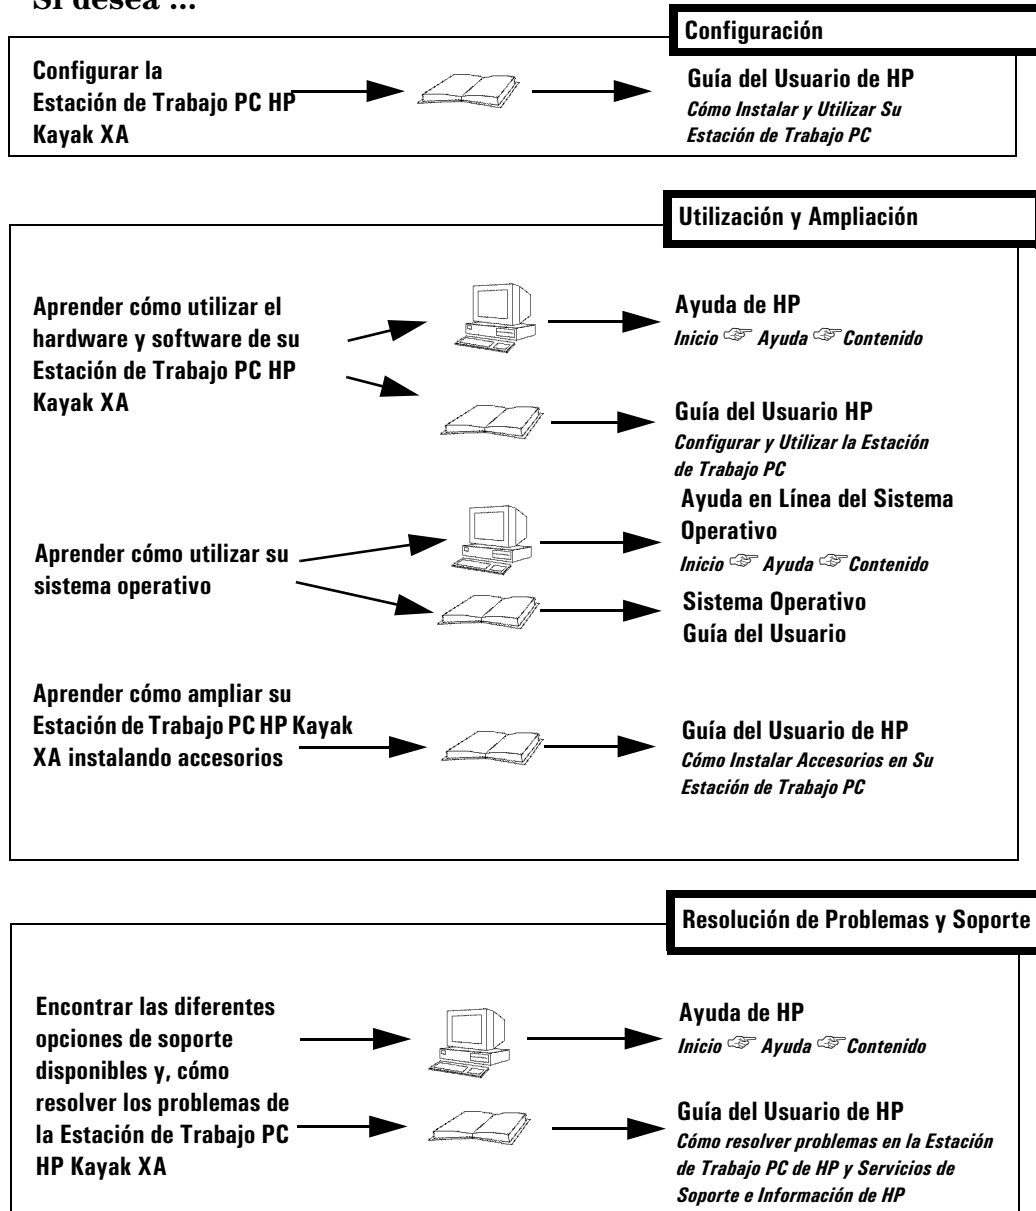 Si desea ...
Configuración
Configurar la
Estación de Trabajo PC HP
Kayak XA
Guía del Usuario de HP
Cómo Instalar y Utilizar Su
Estación de Trabajo PC
Utilización y Ampliación
Aprender cómo utilizar el
hardware y software de su
Estación de Trabajo PC HP
Kayak XA
Ayuda de HP
Inicio ☞ Ayuda ☞ Contenido
Guía del Usuario HP
Configurar y Utilizar la Estación
de Trabajo PC
Aprender cómo utilizar su
sistema operativo
Ayuda en Línea del Sistema
Operativo
Inicio ☞ Ayuda ☞ Contenido
Sistema Operativo
Guía del Usuario
Aprender cómo ampliar su
Estación de Trabajo PC HP Kayak
XA instalando accesorios
Guía del Usuario de HP
Cómo Instalar Accesorios en Su
Estación de Trabajo PC
Resolución de Problemas y Soporte
Encontrar las diferentes
opciones de soporte
disponibles y, cómo
resolver los problemas de
la Estación de Trabajo PC
HP Kayak XA
Ayuda de HP
Inicio ☞ Ayuda ☞ Contenido
Guía del Usuario de HP
Cómo resolver problemas en la Estación
de Trabajo PC de HP y Servicios de
Soporte e Información de HP